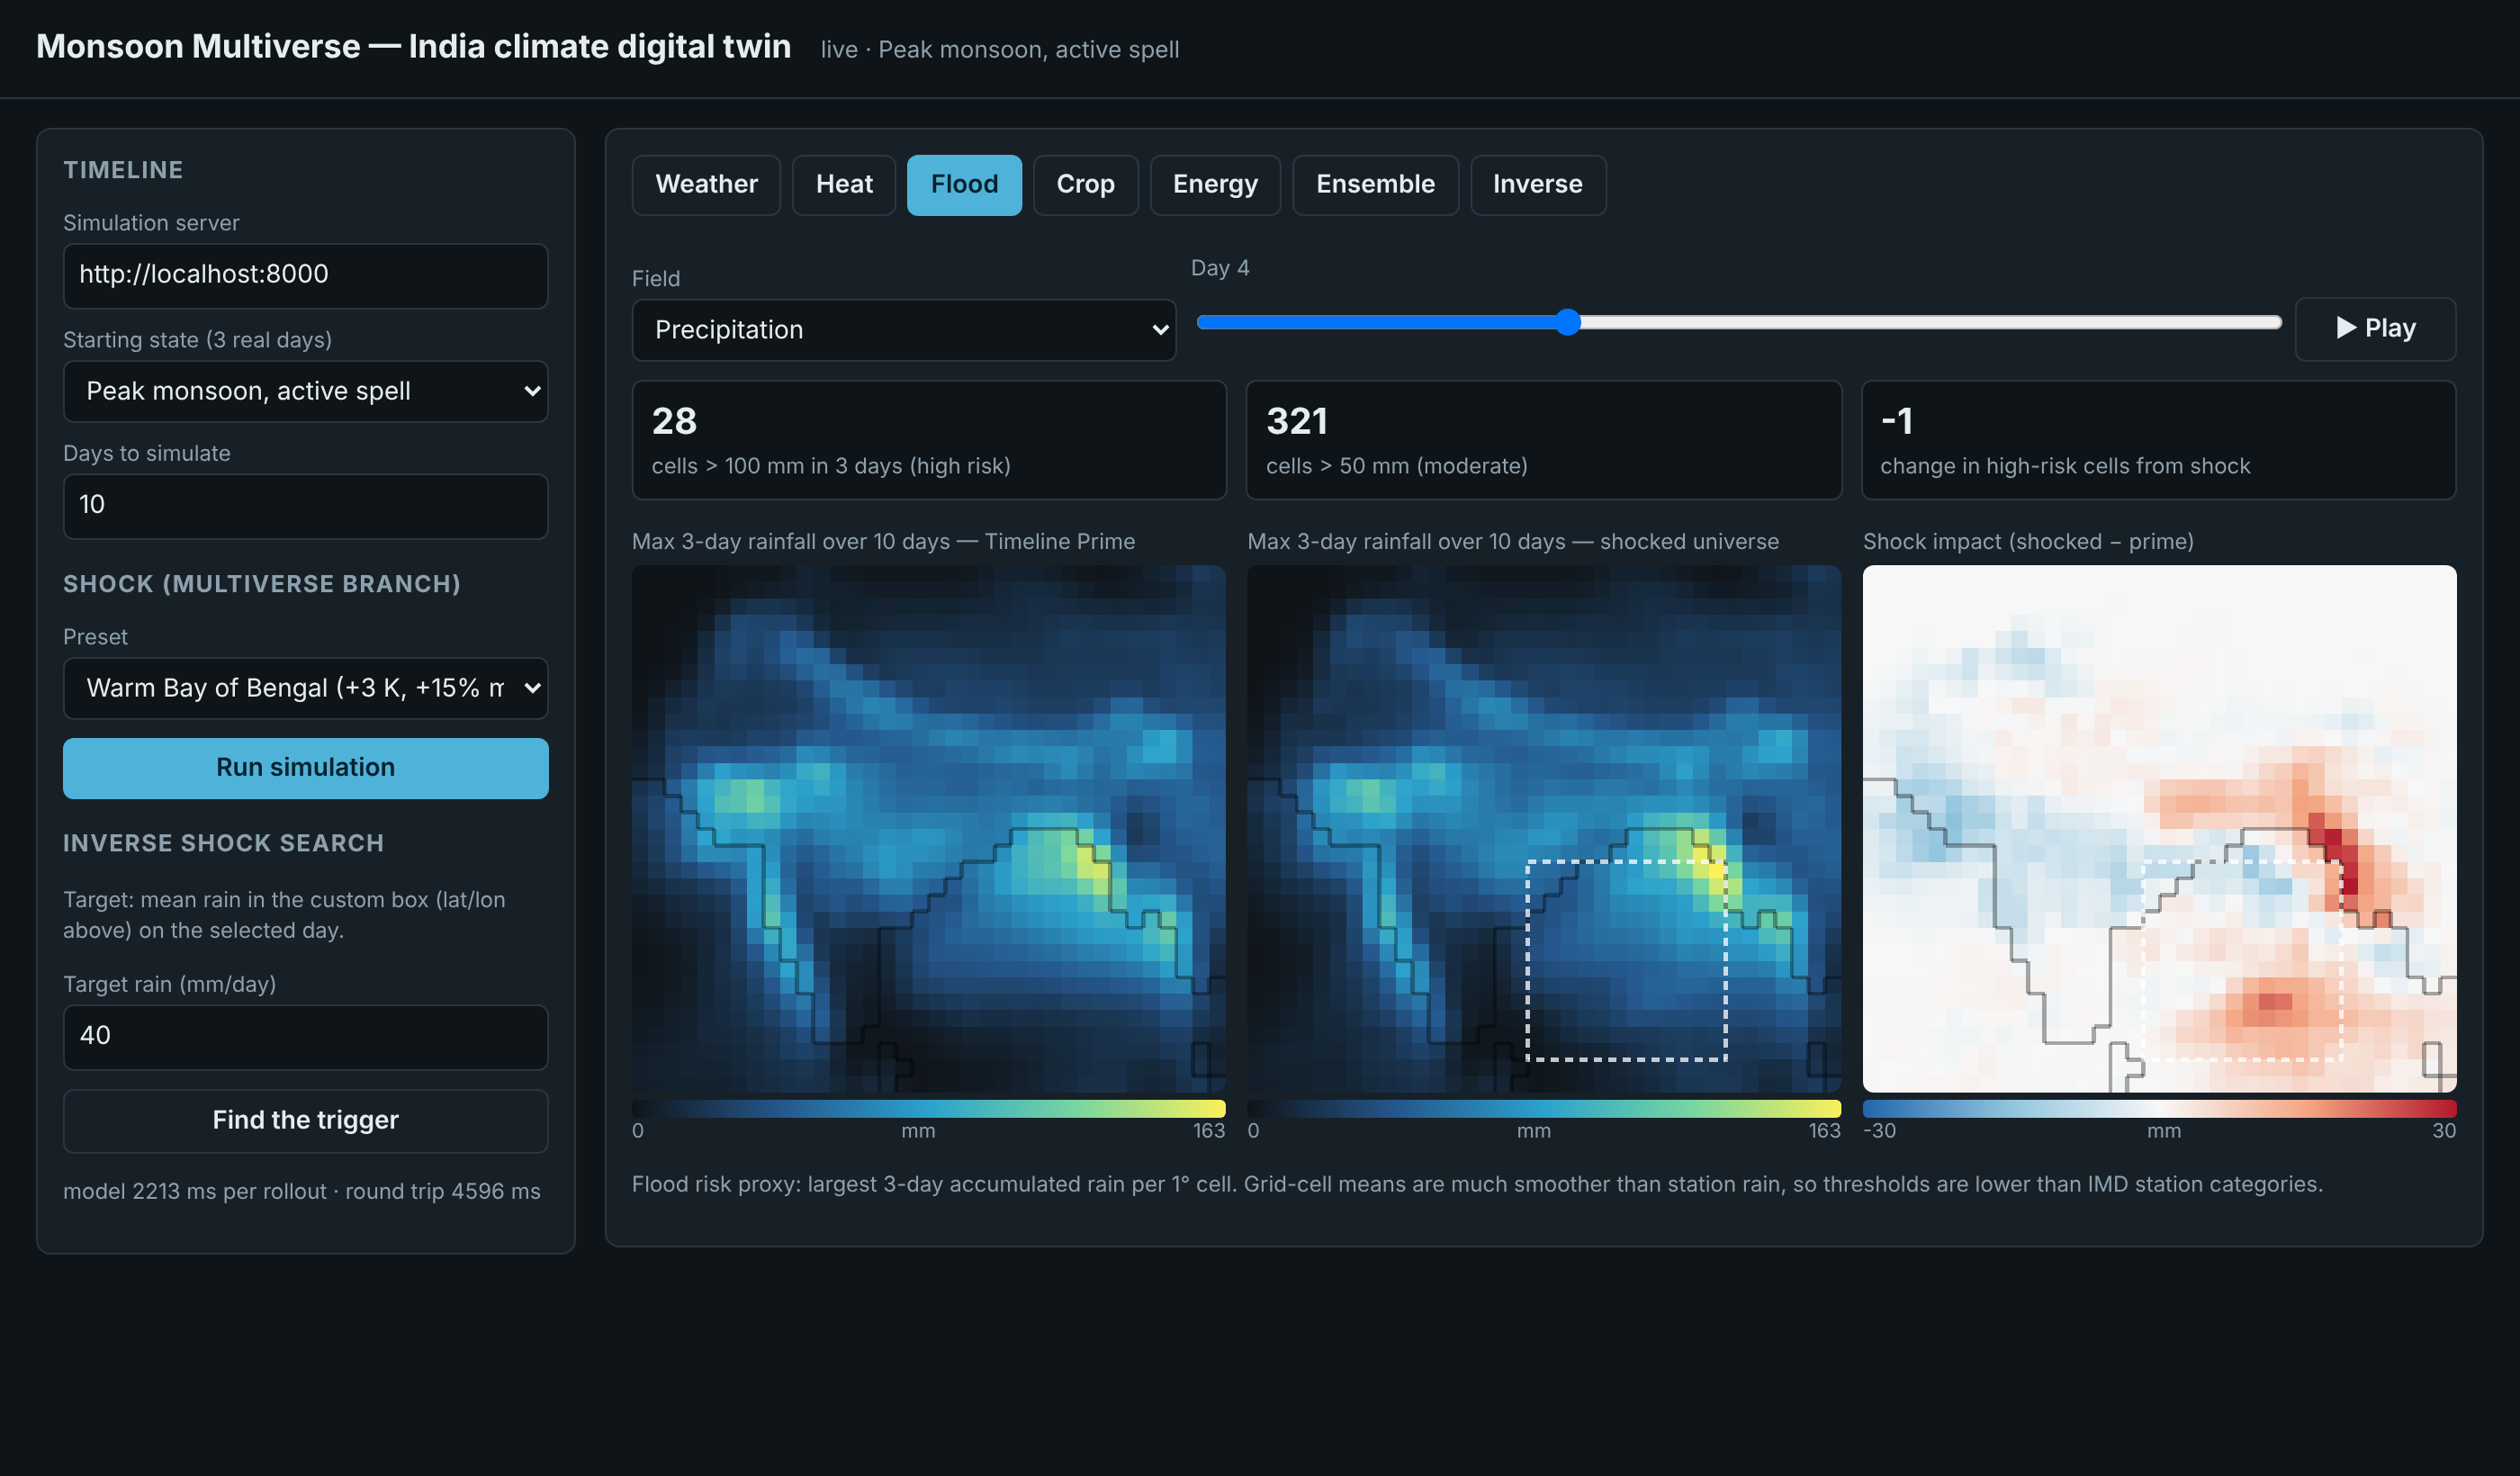 Monsoon Multiverse — India climate digital twin
live · Peak monsoon, active spell
TIMELINE
Simulation server
http://localhost:8000
Starting state (3 real days)
Peak monsoon, active spell
Days to simulate
10
SHOCK (MULTIVERSE BRANCH)
Preset
Warm Bay of Bengal (+3 K, +15% m
Run simulation
INVERSE SHOCK SEARCH
Target: mean rain in the custom box (lat/lon
above) on the selected day.
Target rain (mm/day)
40
Find the trigger
model 2213 ms per rollout · round trip 4596 ms
Weather
Heat
Flood
Crop
Energy
Ensemble
Inverse
Field
Precipitation
Day 4
▶ Play
28
cells > 100 mm in 3 days (high risk)
321
cells > 50 mm (moderate)
-1
change in high-risk cells from shock
Max 3-day rainfall over 10 days — Timeline Prime
0 mm 163
Max 3-day rainfall over 10 days — shocked universe
0 mm 163
Shock impact (shocked − prime)
-30 mm 30
Flood risk proxy: largest 3-day accumulated rain per 1° cell. Grid-cell means are much smoother than station rain, so thresholds are lower than IMD station categories.